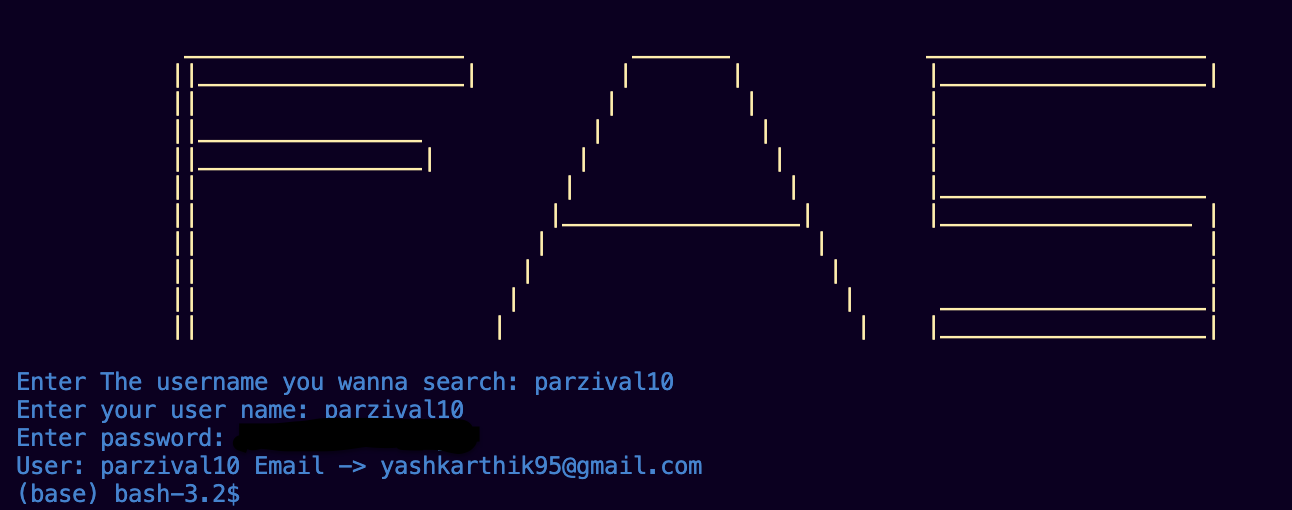 FAS
Enter The username you wanna search: parzival10
Enter your user name: parzival10
Enter password:
User: parzival10 Email -> yashkarthik95@gmail.com
(base) bash-3.2$